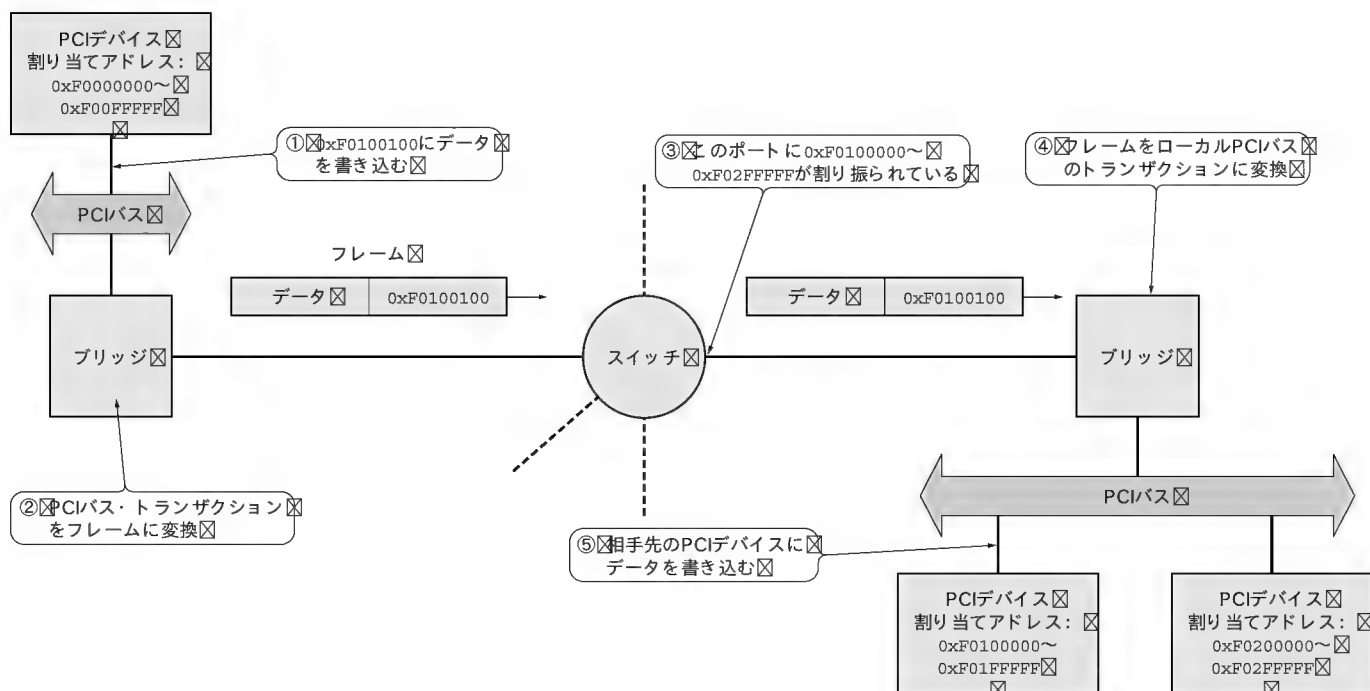 PCIデバイス
割り当てアドレス:
0xF0000000〜
0xF00FFFFF
①0xF0100100にデータ
を書き込む
PCIバス
フレーム
データ 0xF0100100
ブリッジ
②PCIバス・トランザクション
をフレームに変換
スイッチ
③このポートに0xF0100000〜
0xF02FFFFFが割り振られている
データ 0xF0100100
④フレームをローカルPCIバス
のトランザクションに変換
ブリッジ
PCIバス
⑤相手先のPCIデバイスに
データを書き込む
PCIデバイス
割り当てアドレス:
0xF0100000〜
0xF01FFFFF
PCIデバイス
割り当てアドレス:
0xF0200000〜
0xF02FFFFF